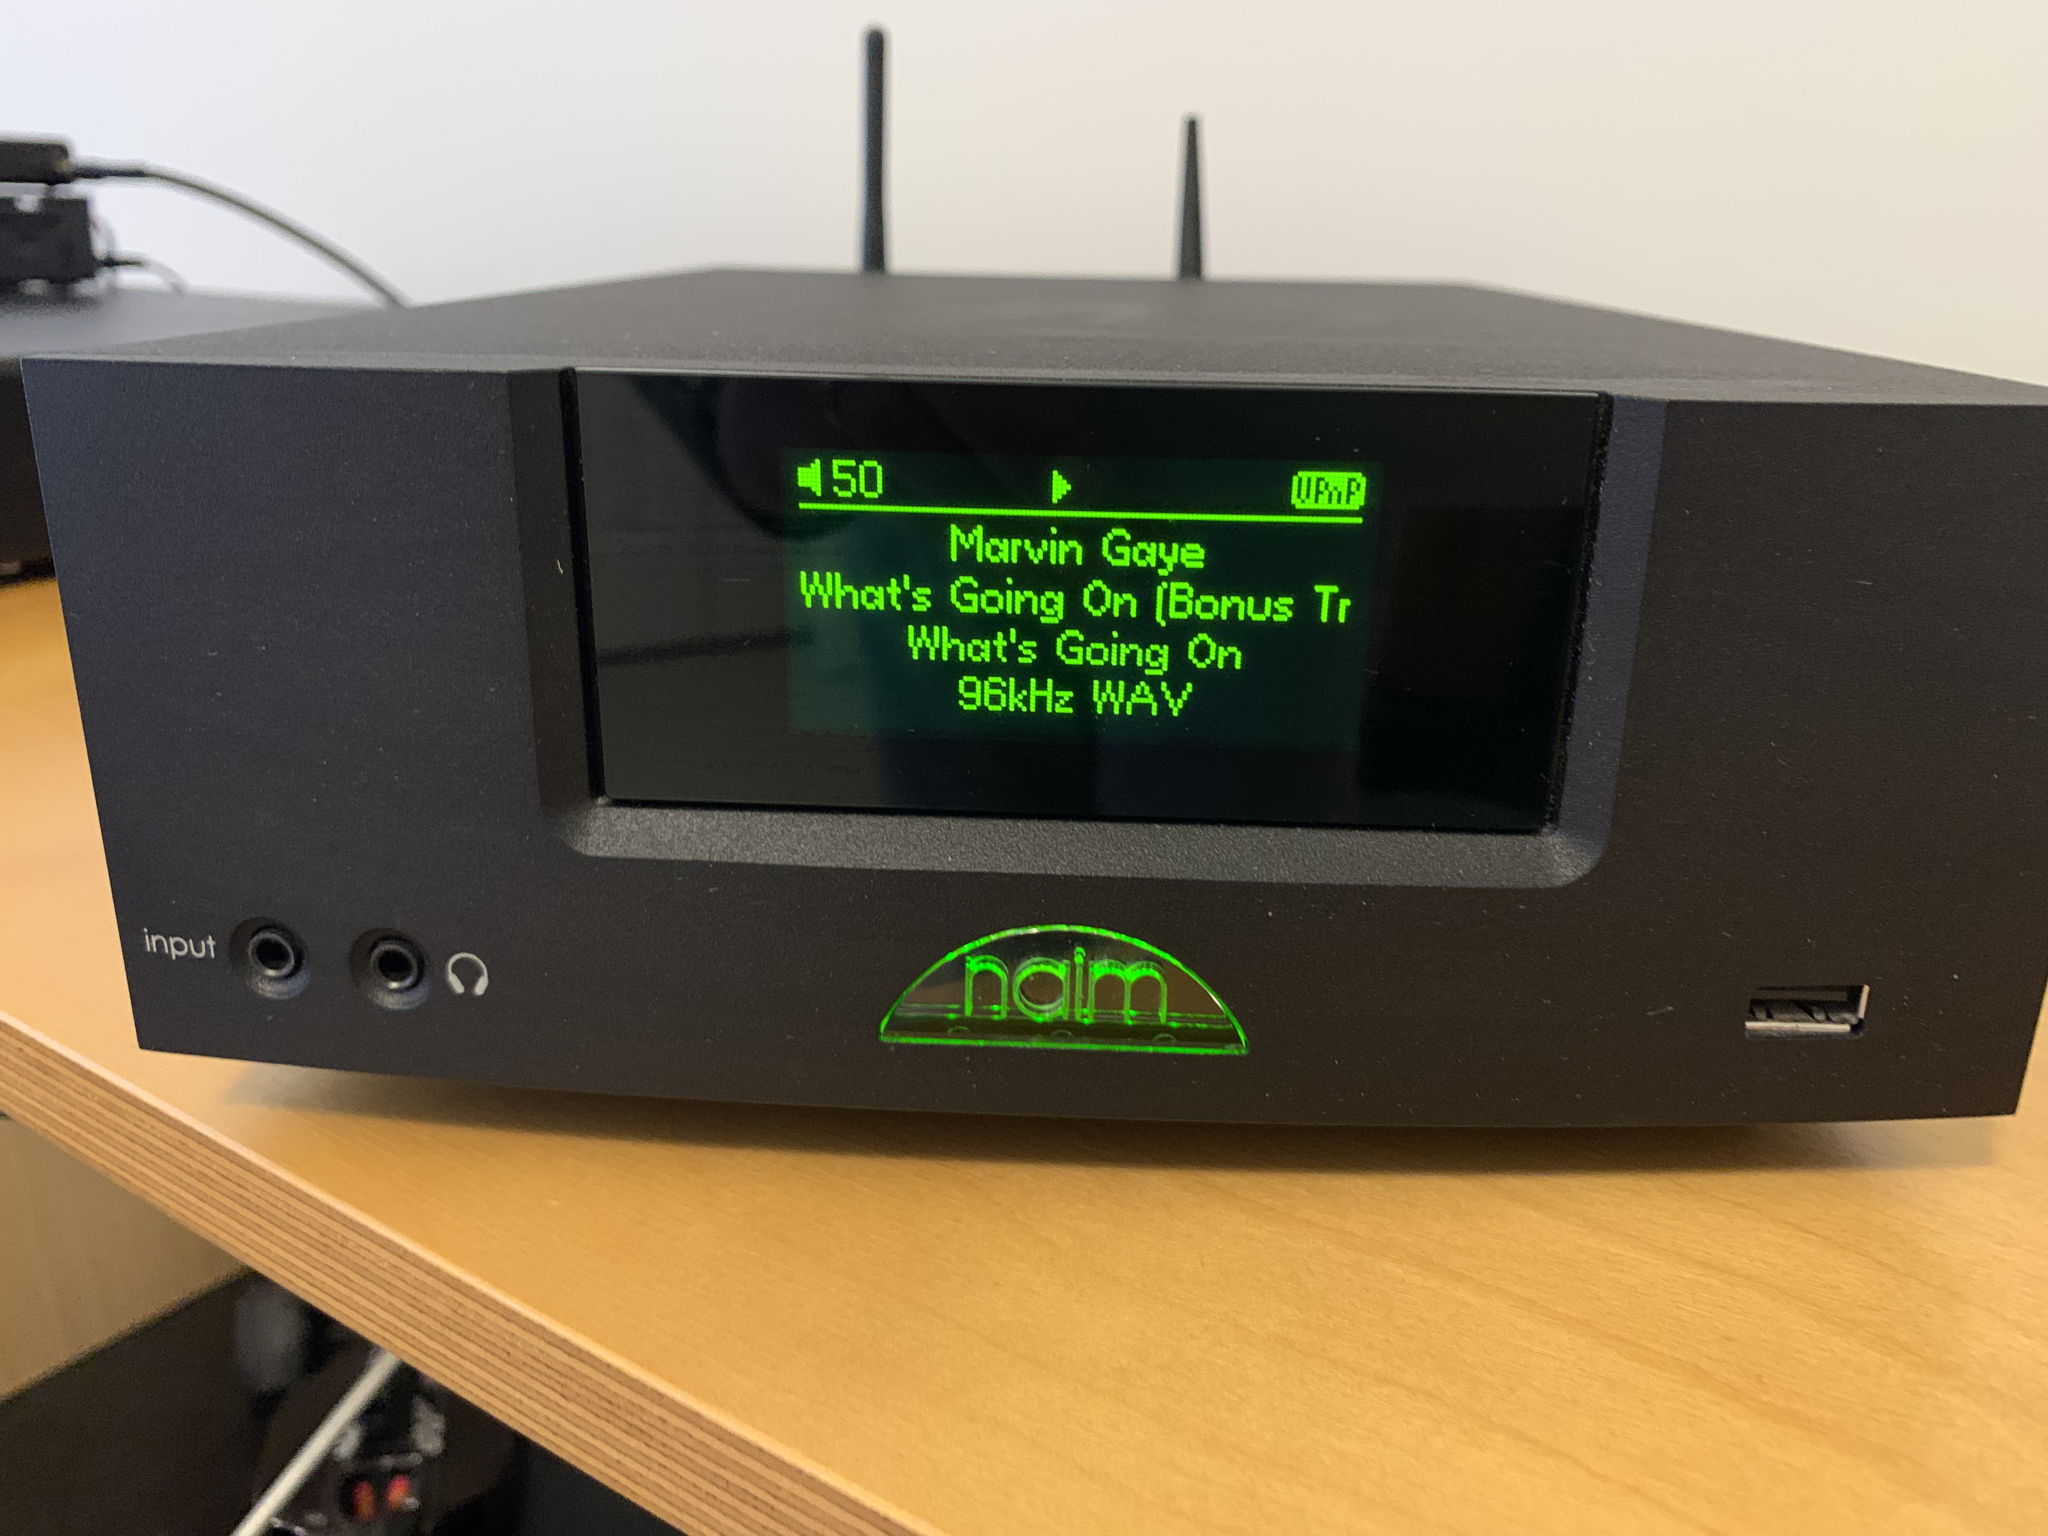 50
UPnP
Marvin Gaye
What's Going On (Bonus Tr
What's Going On
96kHz WAV
input
naim